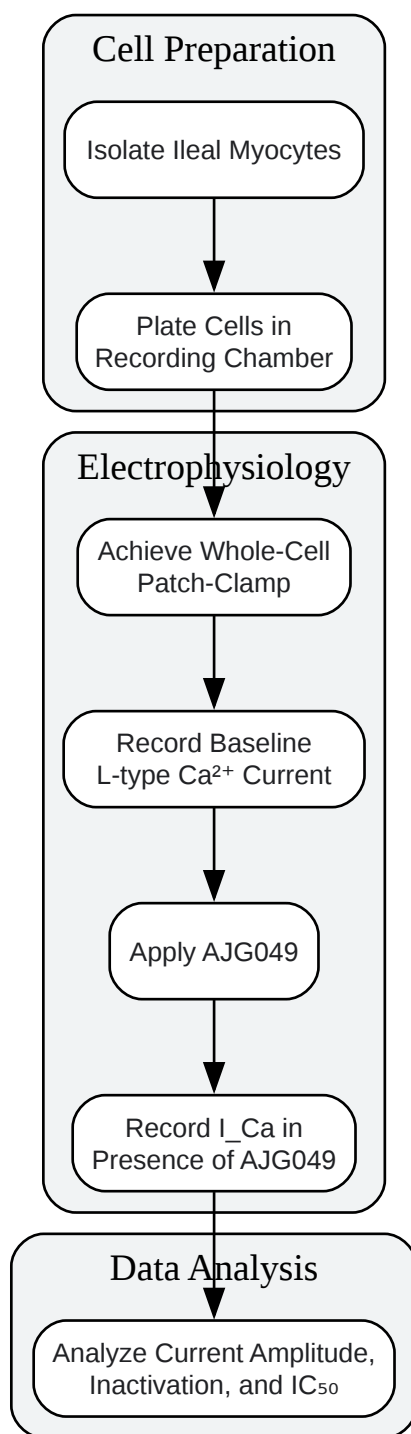 Cell Preparation
Isolate Ileal Myocytes
Plate Cells in
Recording Chamber
Electrophysiology
Achieve Whole-Cell
Patch-Clamp
Record Baseline
L-type Ca²⁺ Current
Apply AJG049
Record I_Ca in
Presence of AJG049
Data Analysis
Analyze Current Amplitude,
Inactivation, and IC₅₀